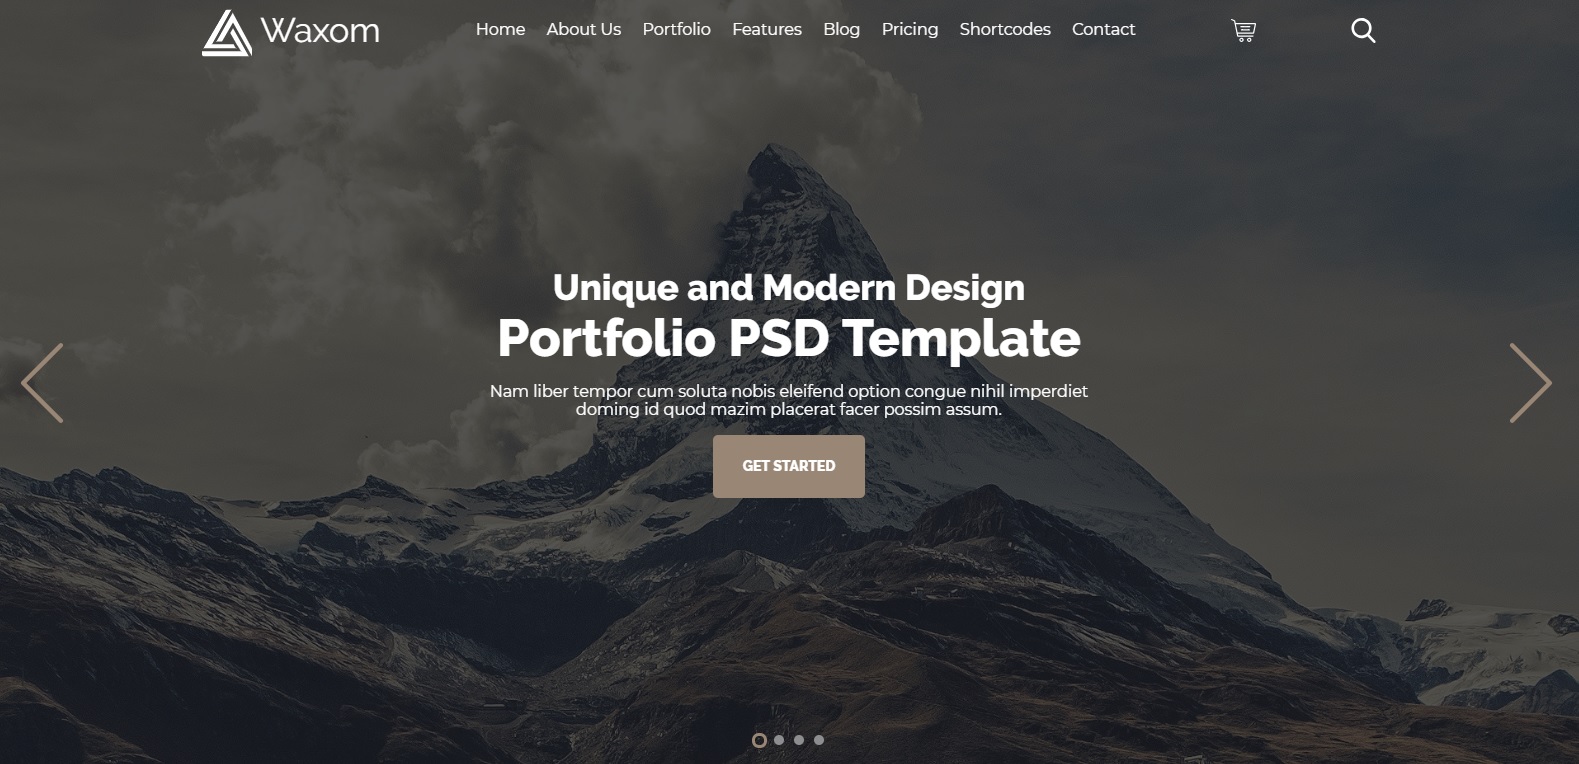 Waxom
Home About Us Portfolio Features Blog Pricing Shortcodes Contact
Unique and Modern Design
Portfolio PSD Template
Nam liber tempor cum soluta nobis eleifend option congue nihil imperdiet
doming id quod mazim placerat facer possim assum.
GET STARTED